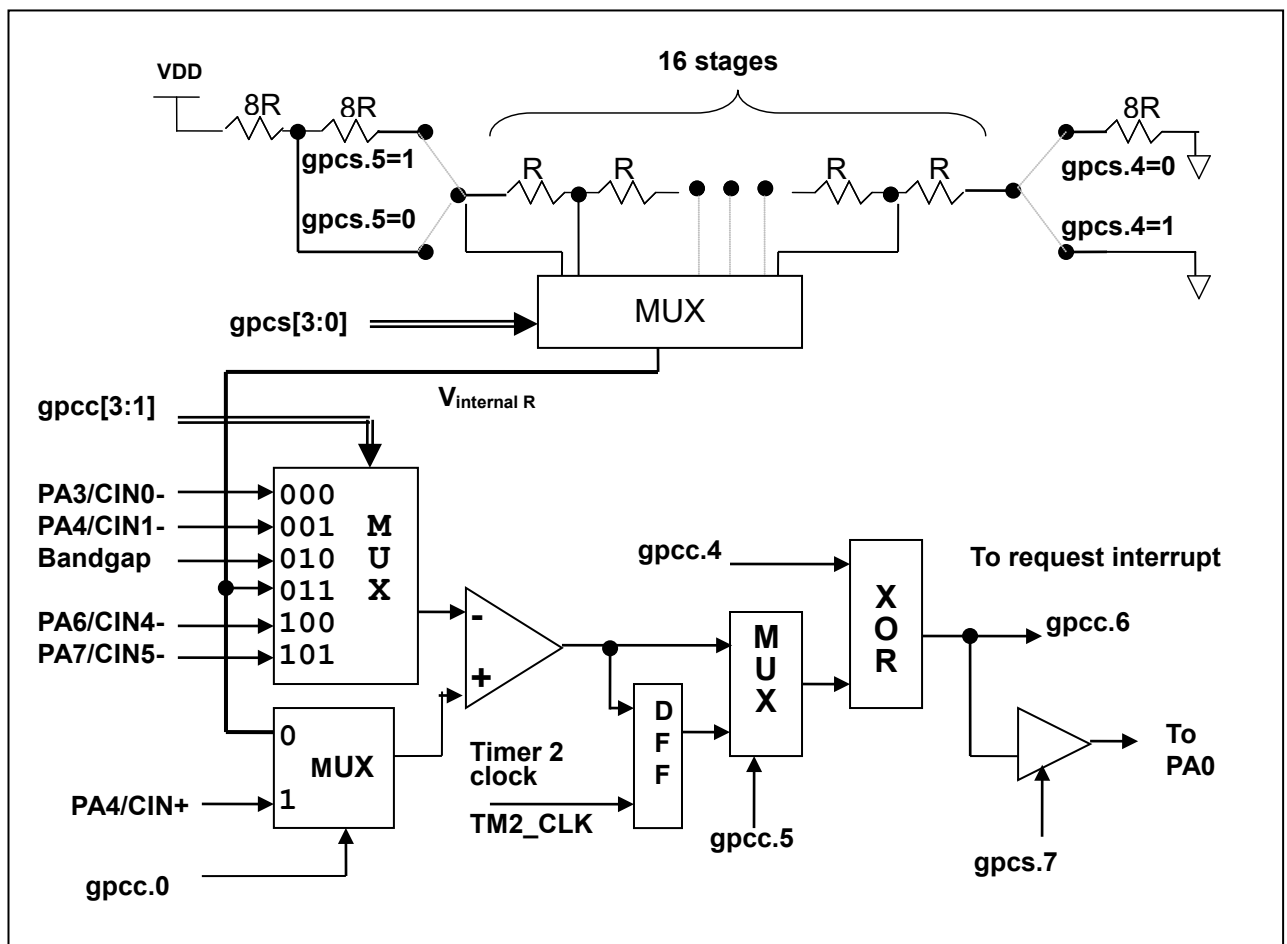 16 stages
VDD
8R
8R
8R
gpcs.5=1
R
R
R
R
gpcs.4=0
gpcs.5=0
gpcs.4=1
MUX
gpcs[3:0]
Vinternal R
gpcc[3:1]
PA3/CIN0-
000
PA4/CIN1-
001
Bandgap
010
011
PA6/CIN4-
100
PA7/CIN5-
101
M
U
X
-
+
gpcc.4
To request interrupt
X
O
R
gpcc.6
M
U
X
D
F
F
0
MUX
1
PA4/CIN+
gpcc.0
Timer 2
clock
TM2_CLK
gpcc.5
To
PA0
gpcs.7